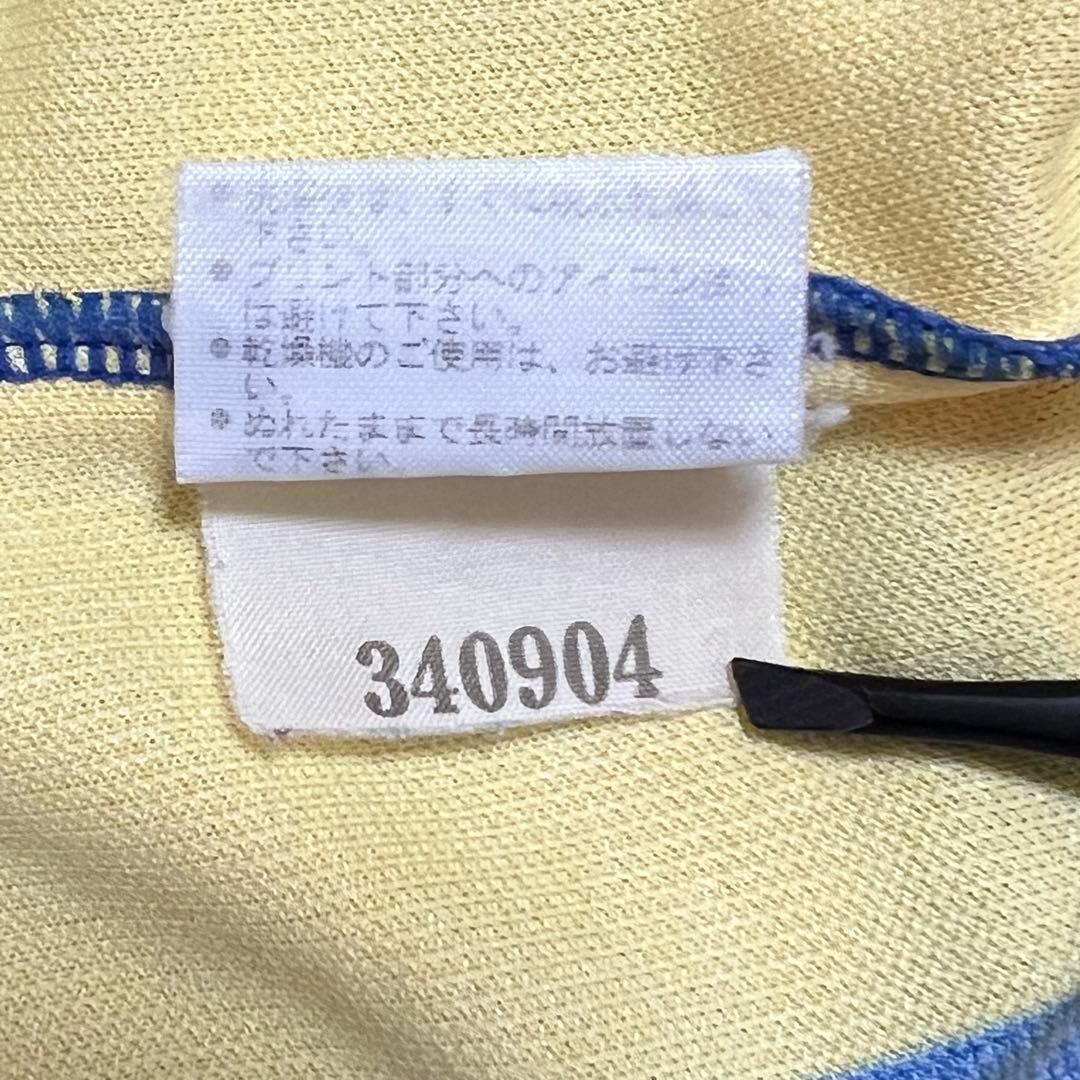 下さい。
●プリント部分へのアイロンを
は避けて下さい。
●乾燥機のご使用は、お避け下さ
い。
●ぬれたままで長時間放置しない
で下さい
340904